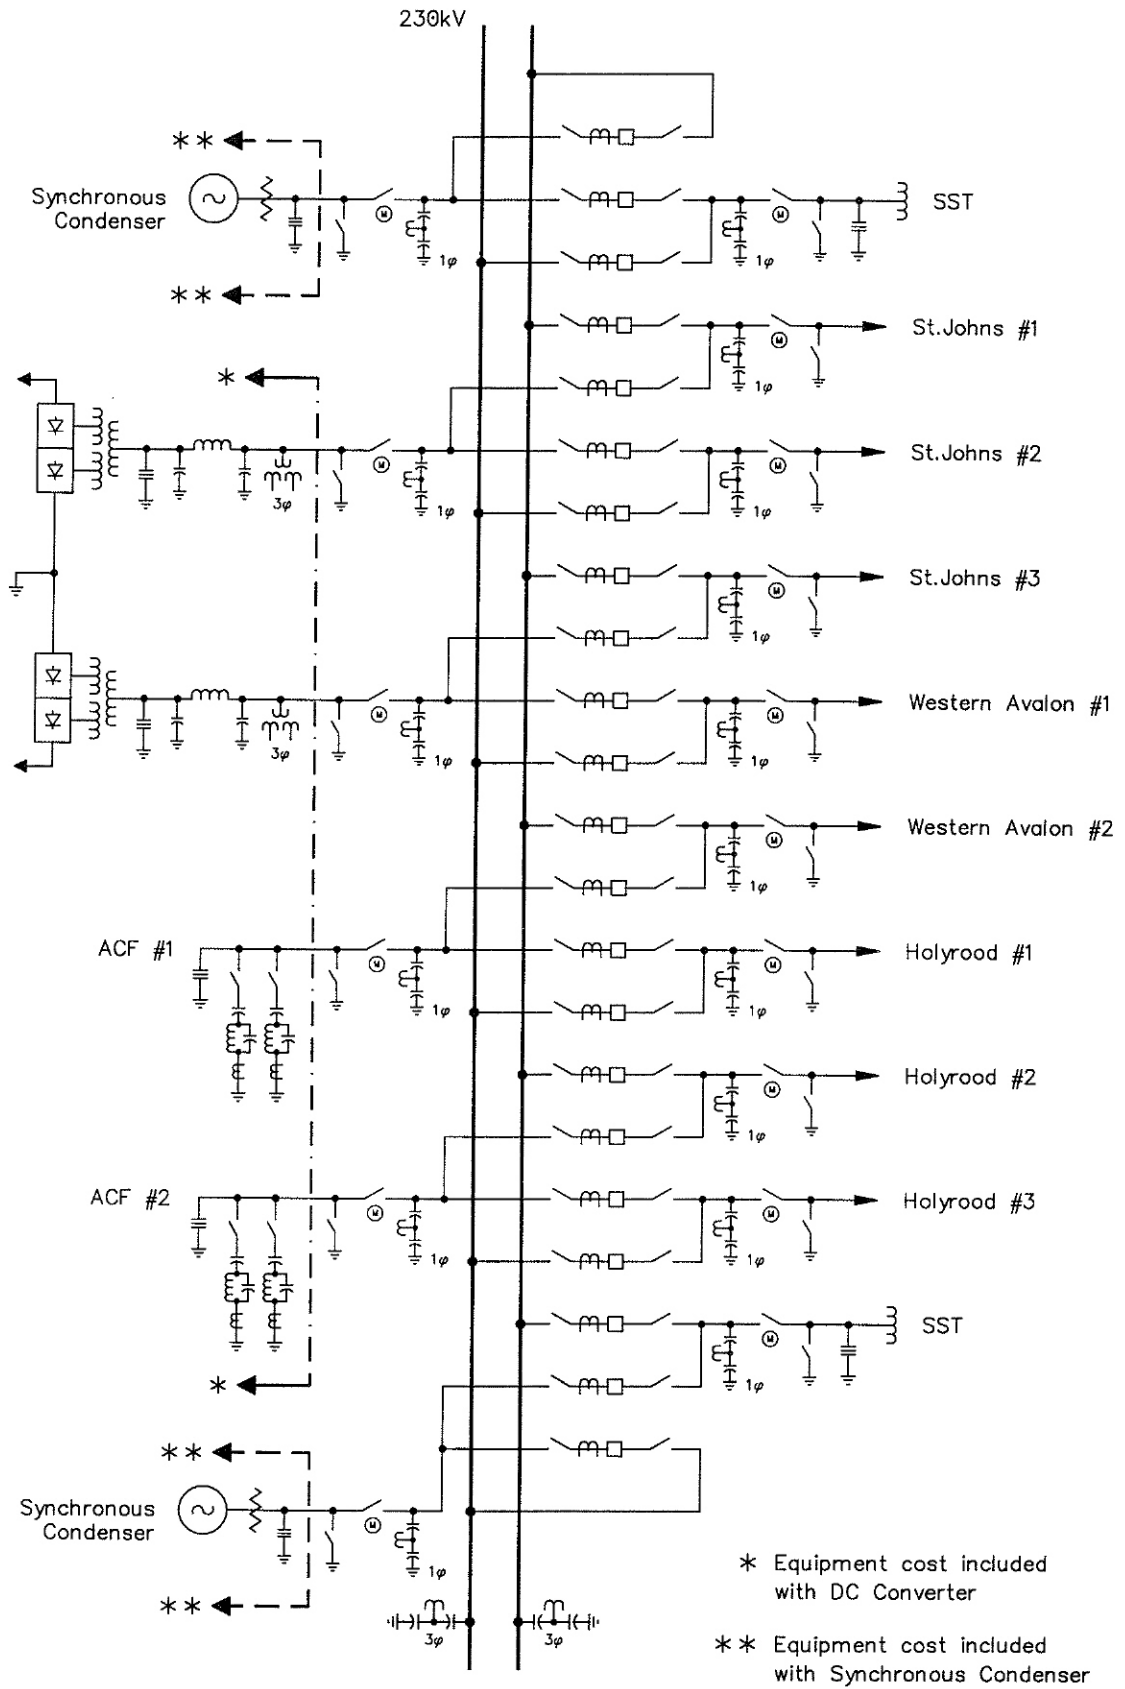 230kV
**
Synchronous
Condenser
M
1φ
M
1φ
SST
**
St.Johns #1
M
1φ
*
M
1φ
3φ
St.Johns #2
M
1φ
St.Johns #3
M
1φ
M
1φ
3φ
Western Avalon #1
M
1φ
Western Avalon #2
M
1φ
ACF #1
M
1φ
Holyrood #1
M
1φ
Holyrood #2
M
1φ
ACF #2
M
1φ
Holyrood #3
M
1φ
SST
M
1φ
*
**
Synchronous
Condenser
M
1φ
**
3φ
3φ
* Equipment cost included
with DC Converter
** Equipment cost included
with Synchronous Condenser